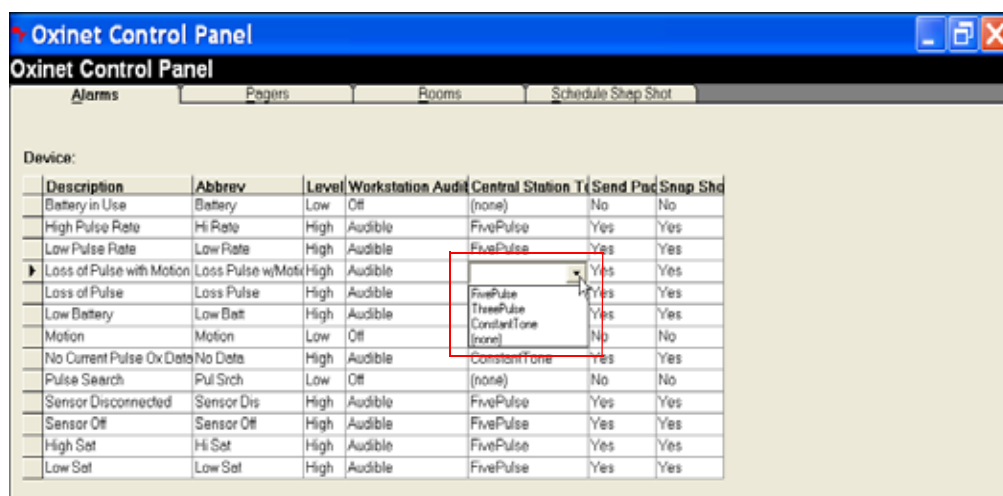 Oxinet Control Panel
Oxinet Control Panel
Alarms Pagers Rooms Schedule Snap Shot
Device:
Description Abbrev Level Workstation Audit Central Station To Send Pag Snap Sho
Battery in Use Battery Low Off (none) No No
High Pulse Rate Hi Rate High Audible FivePulse Yes Yes
Low Pulse Rate Low Rate High Audible FivePulse Yes Yes
Loss of Pulse with Motion Loss Pulse w/Motic High Audible Yes Yes
Loss of Pulse Loss Pulse High Audible FivePulse Yes Yes
Low Battery Low Batt High Audible ThreePulse Yes Yes
ConstantTone
Motion Motion Low Off (none) No No
No Current Pulse Ox Data No Data High Audible ConstantTone Yes Yes
Pulse Search Pul Srch Low Off (none) No No
Sensor Disconnected Sensor Dis High Audible FivePulse Yes Yes
Sensor Off Sensor Off High Audible FivePulse Yes Yes
High Sat Hi Sat High Audible FivePulse Yes Yes
Low Sat Low Sat High Audible FivePulse Yes Yes